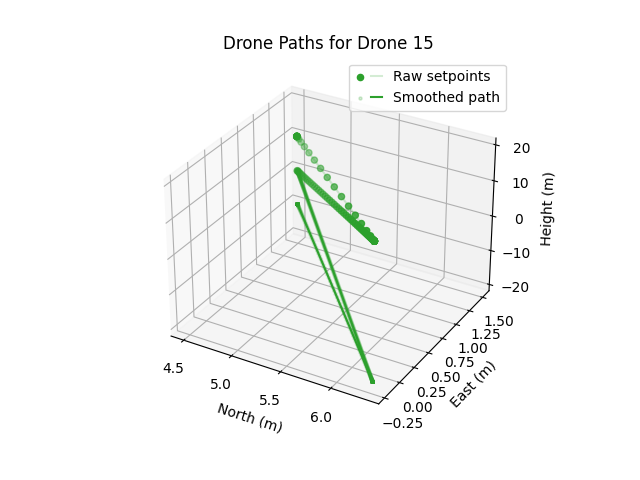 Drone Paths for Drone 15
Raw setpoints
Smoothed path
20
10
0
−10
−20
Height (m)
1.50
1.25
1.00
0.75
0.50
0.25
0.00
−0.25
East (m)
4.5
5.0
5.5
6.0
North (m)